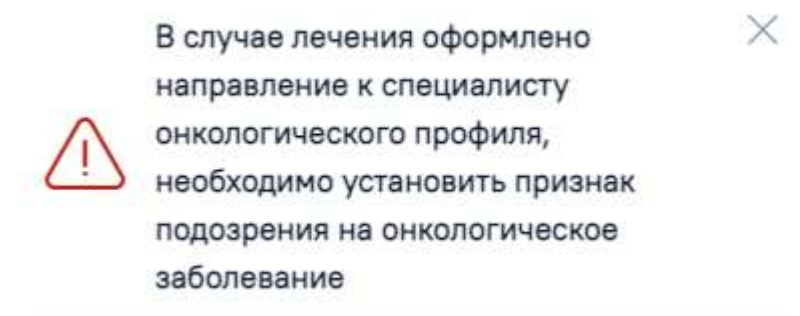 В случае лечения оформлено
направление к специалисту
онкологического профиля,
необходимо установить признак
подозрения на онкологическое
заболевание